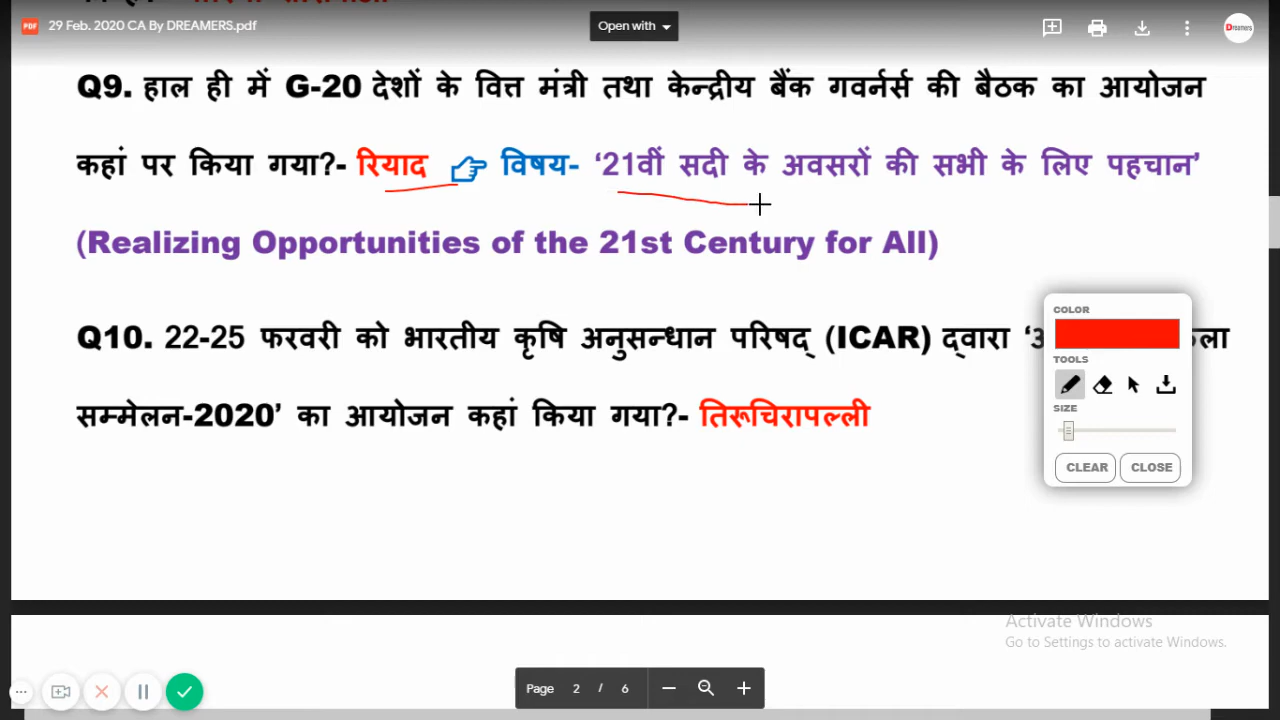 29 Feb. 2020 CA By DREAMERS.pdf
Open with
Q9. हाल ही में G-20 देशों के वित्त मंत्री तथा केन्द्रीय बैंक गवर्नर्स की बैठक का आयोजन
कहां पर किया गया?- रियाद विषय- ‘21वीं सदी के अवसरों की सभी के लिए पहचान’
(Realizing Opportunities of the 21st Century for All)
Q10. 22-25 फरवरी को भारतीय कृषि अनुसन्धान परिषद् (ICAR) द्वारा
सम्मेलन-2020’ का आयोजन कहां किया गया?- तिरूचिरापल्ली
COLOR
TOOLS
SIZE
CLEAR CLOSE
Activate Windows
Go to Settings to activate Windows.
Page 2 / 6
PDF
Dreamers